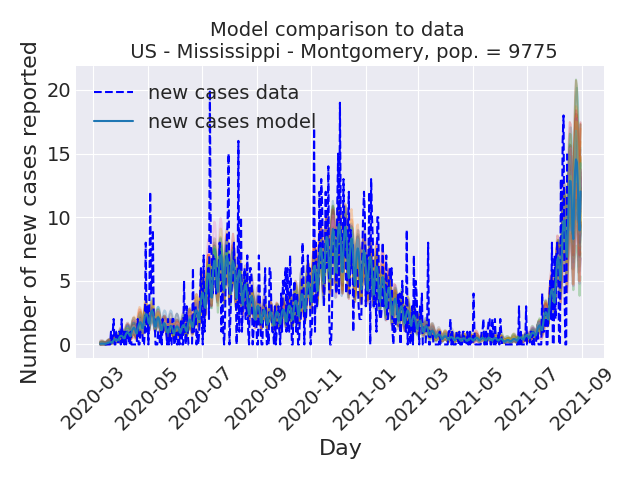 Model comparison to data
US - Mississippi - Montgomery, pop. = 9775
Number of new cases reported
20
15
10
5
0
new cases data
new cases model
2020-03
2020-05
2020-07
2020-09
2020-11
2021-01
2021-03
2021-05
2021-07
2021-09
Day